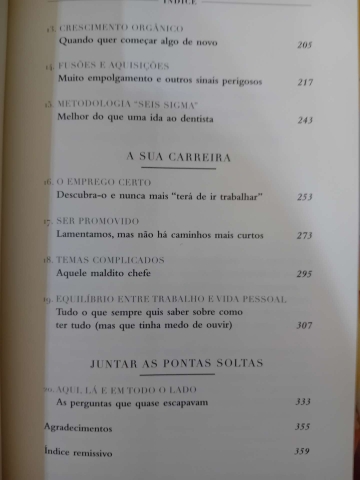 ÍNDICE
13. CRESCIMENTO ORGÂNICO
Quando quer começar algo de novo 205
14. FUSÕES E AQUISIÇÕES
Muito empolgamento e outros sinais perigosos 217
15. METODOLOGIA "SEIS SIGMA"
Melhor do que uma ida ao dentista 243
A SUA CARREIRA
16. O EMPREGO CERTO
Descubra-o e nunca mais "terá de ir trabalhar" 253
17. SER PROMOVIDO
Lamentamos, mas não há caminhos mais curtos 273
18. TEMAS COMPLICADOS
Aquele maldito chefe 295
19. EQUILÍBRIO ENTRE TRABALHO E VIDA PESSOAL
Tudo o que sempre quis saber sobre como
ter tudo (mas que tinha medo de ouvir) 307
JUNTAR AS PONTAS SOLTAS
20. AQUI, LÁ E EM TODO O LADO
As perguntas que quase escapavam 333
Agradecimentos 355
Índice remissivo 359